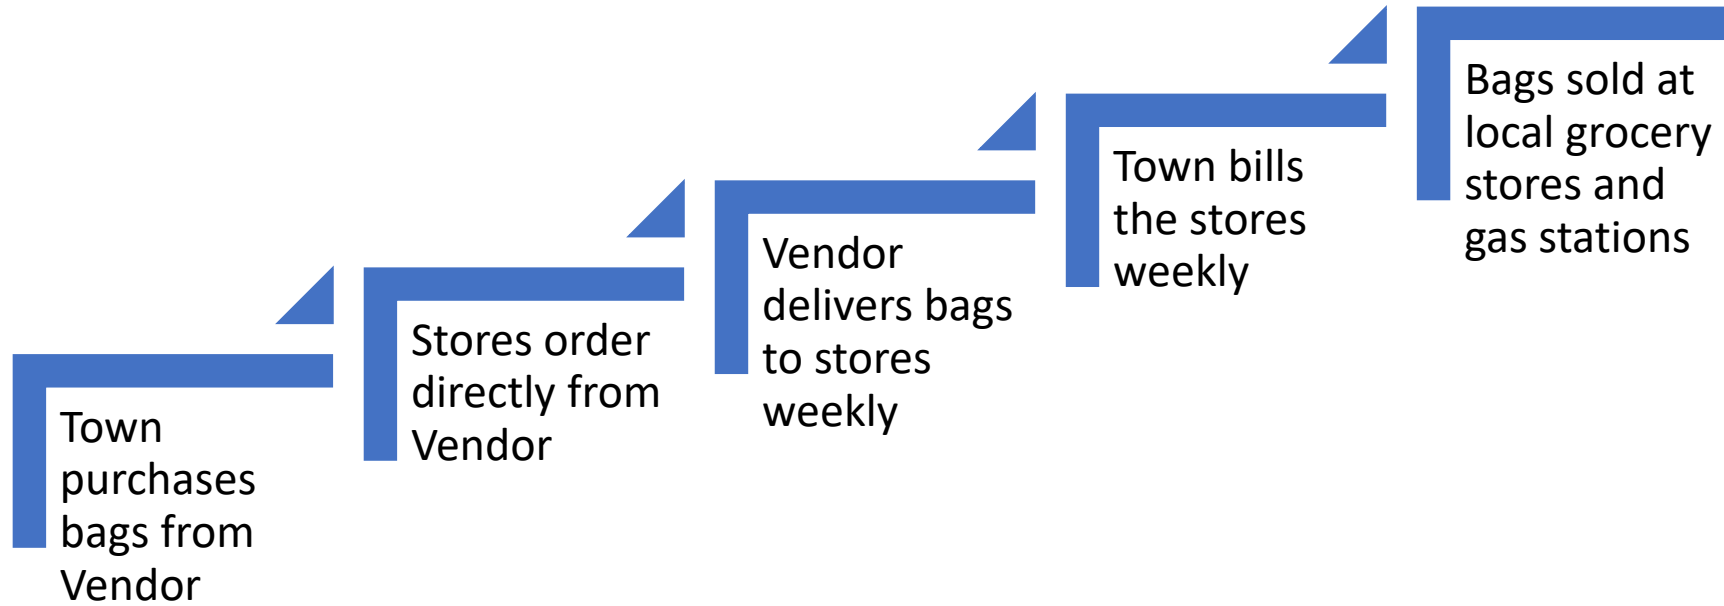 Town
purchases
bags from
Vendor
Stores order
directly from
Vendor
Vendor
delivers bags
to stores
weekly
Town bills
the stores
weekly
Bags sold at
local grocery
stores and
gas stations